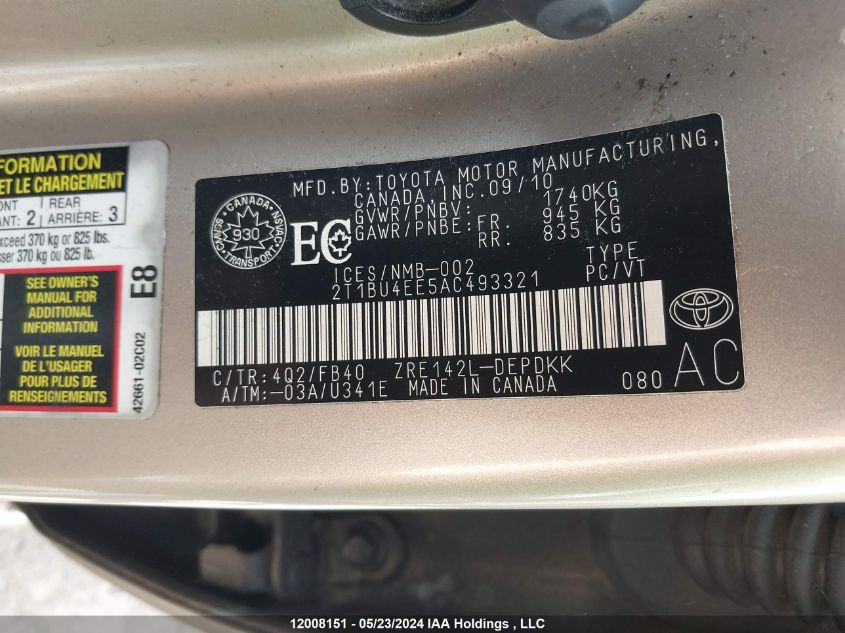 FORMATION
ET LE CHARGEMENT
ONT REAR
ANT: 2 ARRIÈRE: 3
exceed 370 kg or 825 lbs.
sser 370 kg ou 825 lb.
E8
SEE OWNER'S
MANUAL FOR
ADDITIONAL
INFORMATION
VOIR LE MANUEL
DE L'USAGER
POUR PLUS DE
RENSEIGNEMENTS
42661-02C02
MFD. BY: TOYOTA MOTOR MANUFACTURING,
CANADA, INC. 09/10
GVWR/PNBV: 1740KG
GAWR/PNBE: FR: 945 KG
RR: 835 KG
CANADA
930
TRANSPORT
EC
ICES/NMB-002 TYPE
2T1BU4EE5AC493321 PC/VT
TOYOTA
C/TR: 4Q2/FB40 ZRE142L-DEPDKK
A/TM:-03A/U341E MADE IN CANADA 080 AC
12008151 - 05/23/2024 IAA Holdings , LLC